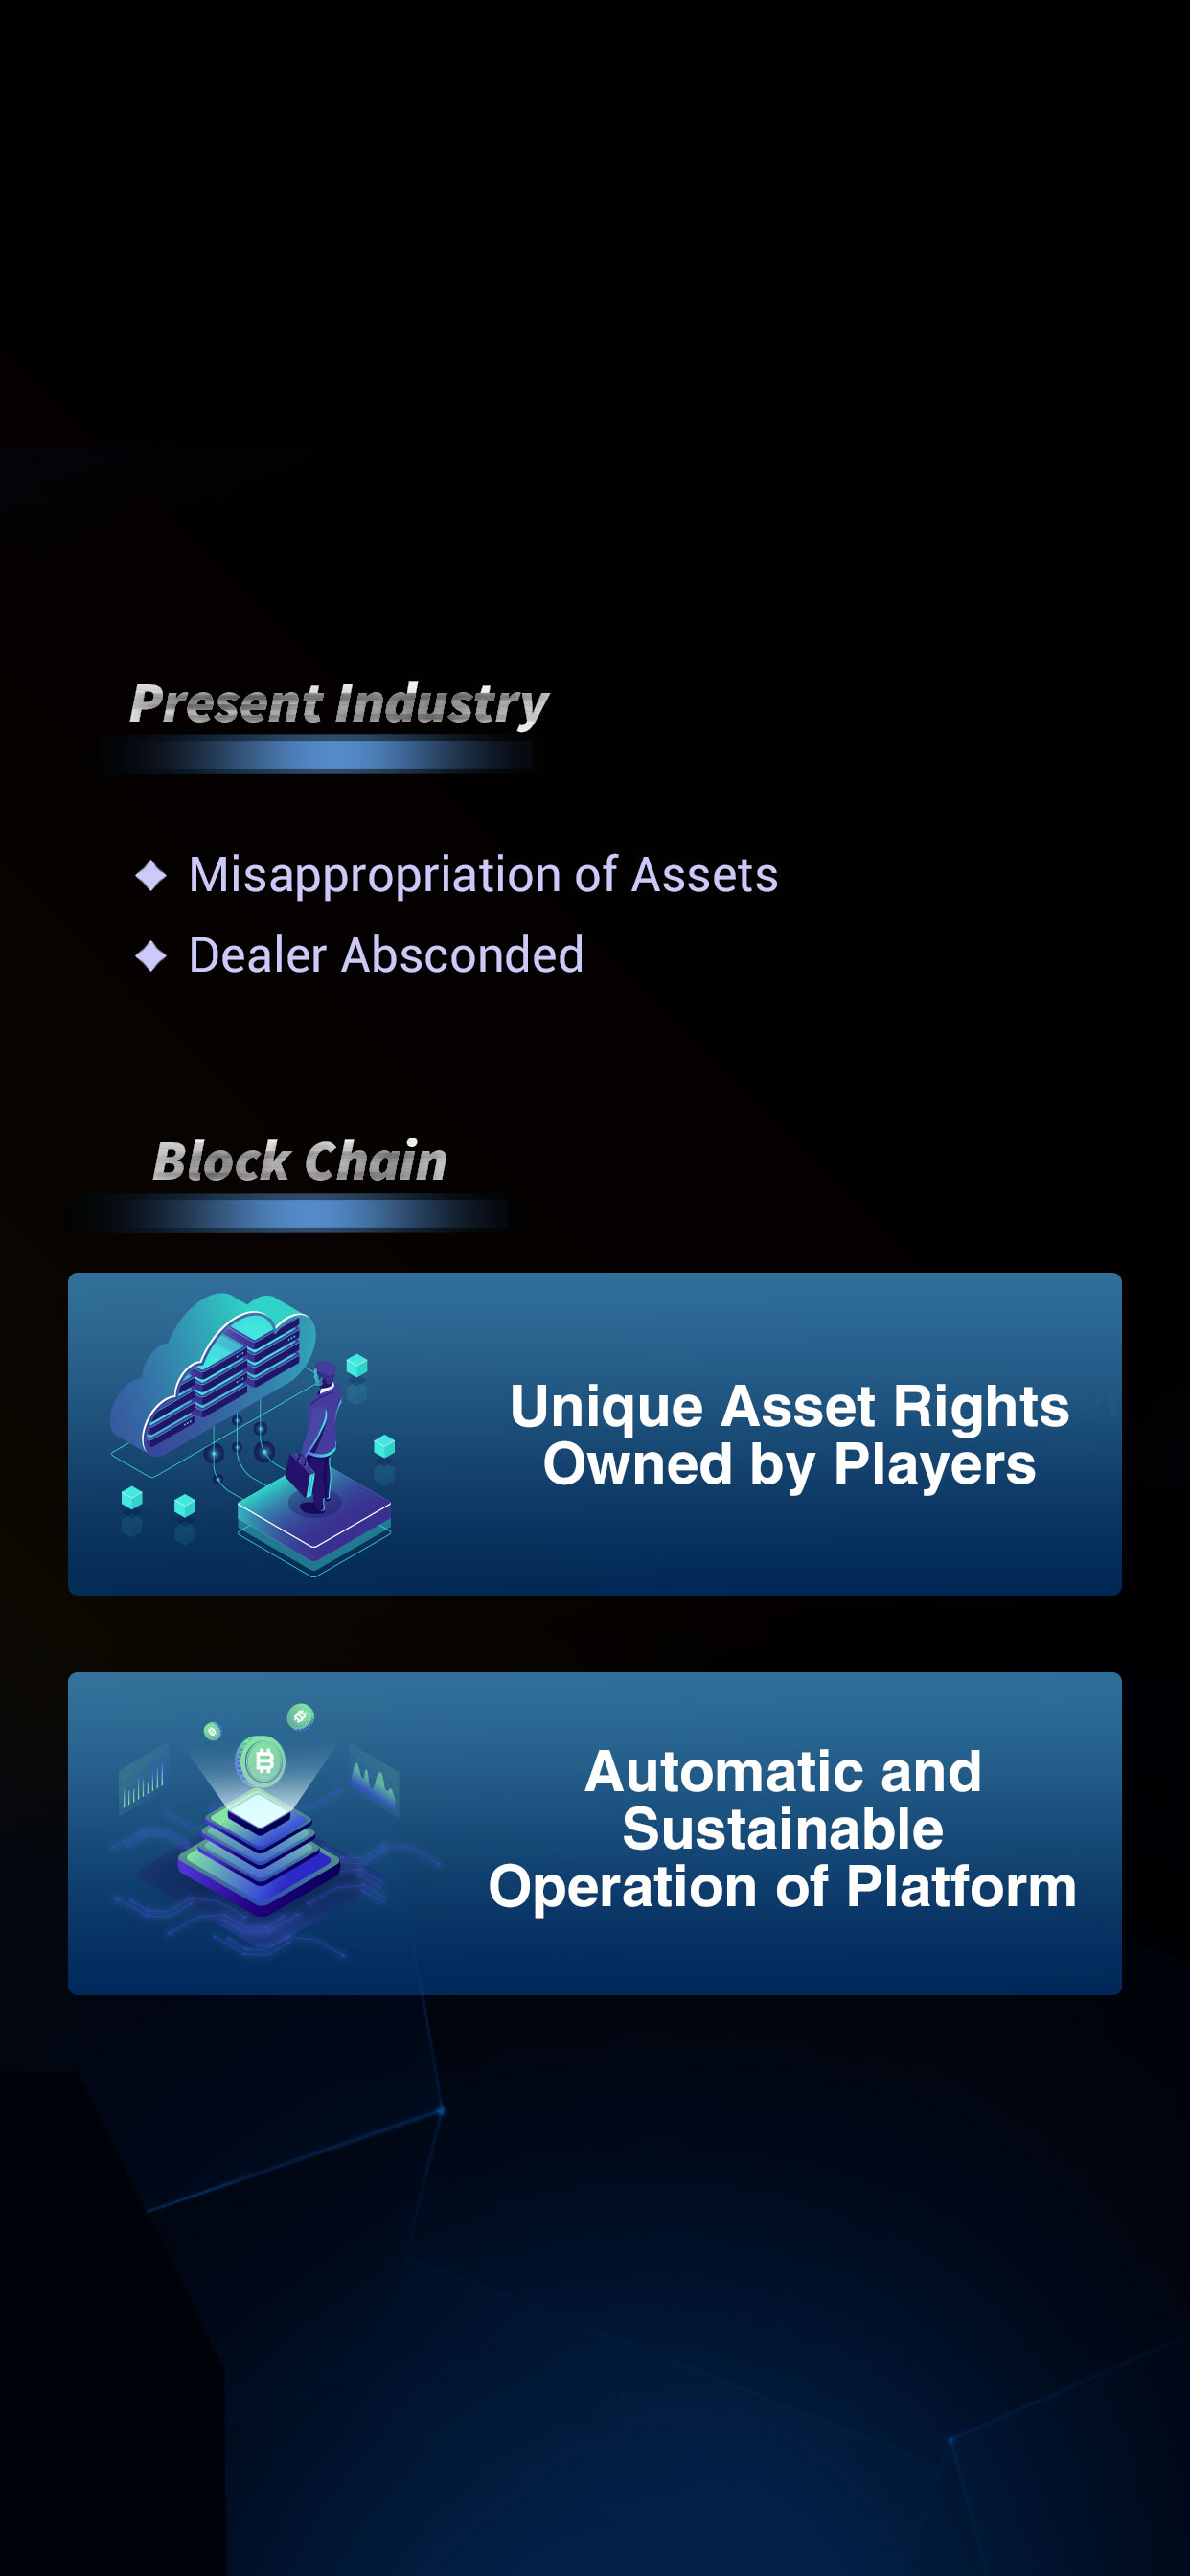 Present Industry
Misappropriation of Assets
Dealer Absconded
Block Chain
Unique Asset Rights
Owned by Players
Automatic and
Sustainable
Operation of Platform